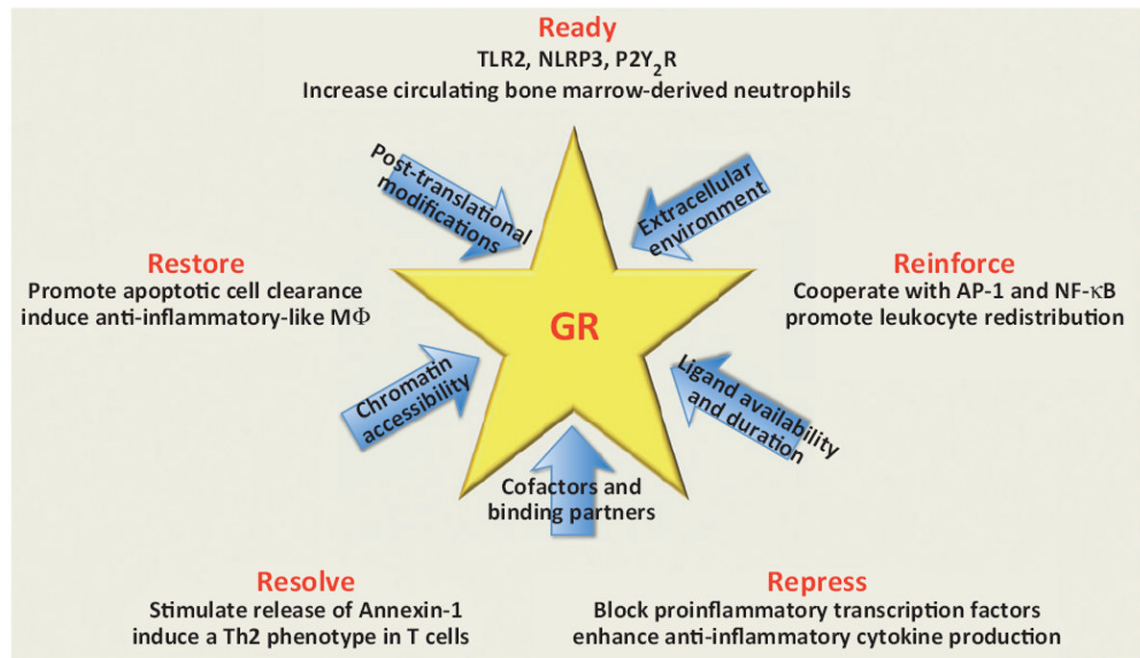 Ready
TLR2, NLRP3, P2Y2R
Increase circulating bone marrow-derived neutrophils
Post-translational
modifications
Extracellular
environment
Restore
Promote apoptotic cell clearance
induce anti-inflammatory-like MΦ
Reinforce
Cooperate with AP-1 and NF-κB
promote leukocyte redistribution
GR
Chromatin
accessibility
Ligand availability
and duration
Cofactors and
binding partners
Resolve
Stimulate release of Annexin-1
induce a Th2 phenotype in T cells
Repress
Block proinflammatory transcription factors
enhance anti-inflammatory cytokine production